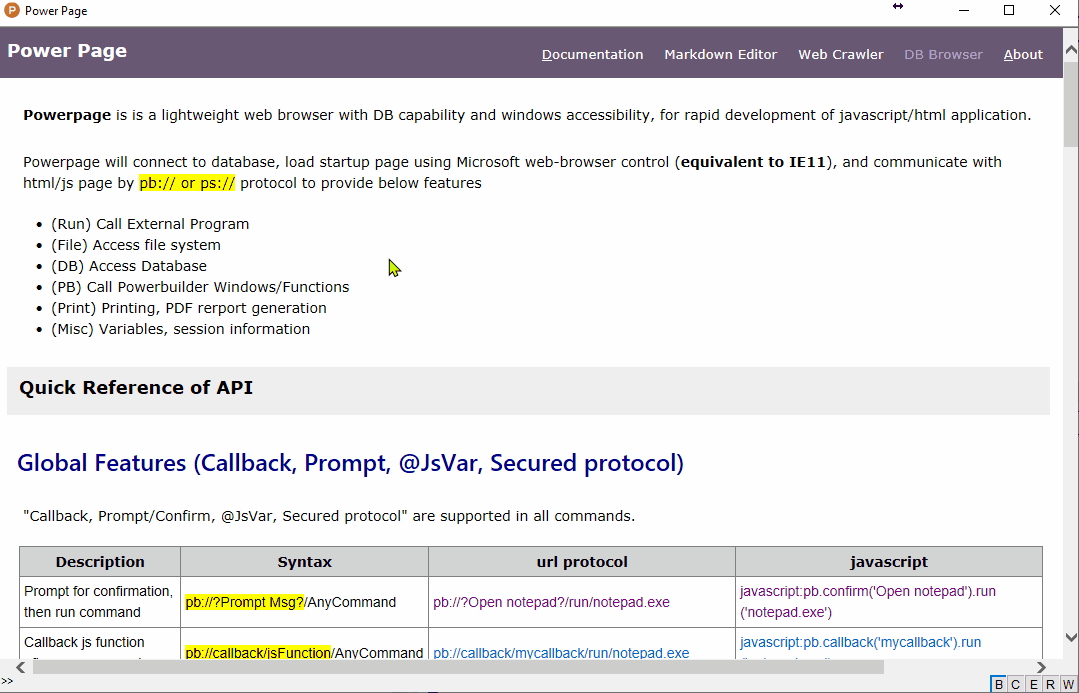 Power Page
Power Page
Documentation Markdown Editor Web Crawler DB Browser About
Powerpage is is a lightweight web browser with DB capability and windows accessibility, for rapid development of javascript/html application.
Powerpage will connect to database, load startup page using Microsoft web-browser control (equivalent to IE11), and communicate with
html/js page by pb:// or ps:// protocol to provide below features
• (Run) Call External Program
• (File) Access file system
• (DB) Access Database
• (PB) Call Powerbuilder Windows/Functions
• (Print) Printing, PDF rerport generation
• (Misc) Variables, session information
Quick Reference of API
Global Features (Callback, Prompt, @JsVar, Secured protocol)
"Callback, Prompt/Confirm, @JsVar, Secured protocol" are supported in all commands.
Description Syntax url protocol javascript
Prompt for confirmation,
then run command
pb://?Prompt Msg?/AnyCommand
pb://?Open notepad?/run/notepad.exe
javascript:pb.confirm('Open notepad').run
('notepad.exe')
Callback js function
pb://callback/jsFunction/AnyCommand
pb://callback/mycallback/run/notepad.exe
javascript:pb.callback('mycallback').run
>>
B C E R W